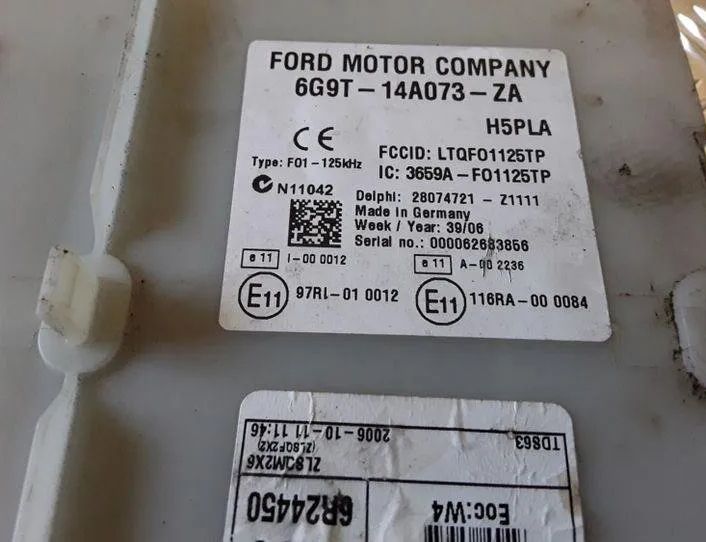 FORD MOTOR COMPANY
6G9T-14A073-ZA
H5PLA
CE
Type: F01-125kHz
FCCID: LTQF01125TP
IC: 3659A-F01125TP
N11042
Delphi: 28074721 - Z1111
Made in Germany
Week / Year: 39/06
Serial no.: 000062683856
e 11 I-00 0012
e 11 A-00 2236
E11 97RI-01 0012
E11 116RA-00 0084
TDS63
2006-10-11 11:46
(ZLSQF2X2)
ZLSQM2X6
Eoc:W4
6R24450